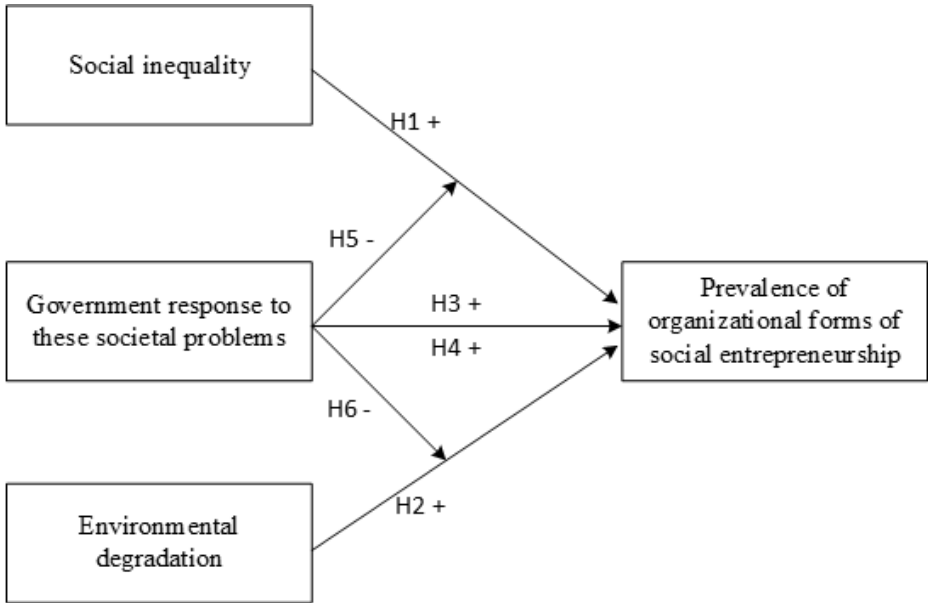 Social inequality
H1 +
H5 -
Government response to
these societal problems
H3 +
H4 +
Prevalence of
organizational forms of
social entrepreneurship
H6 -
H2 +
Environmental
degradation